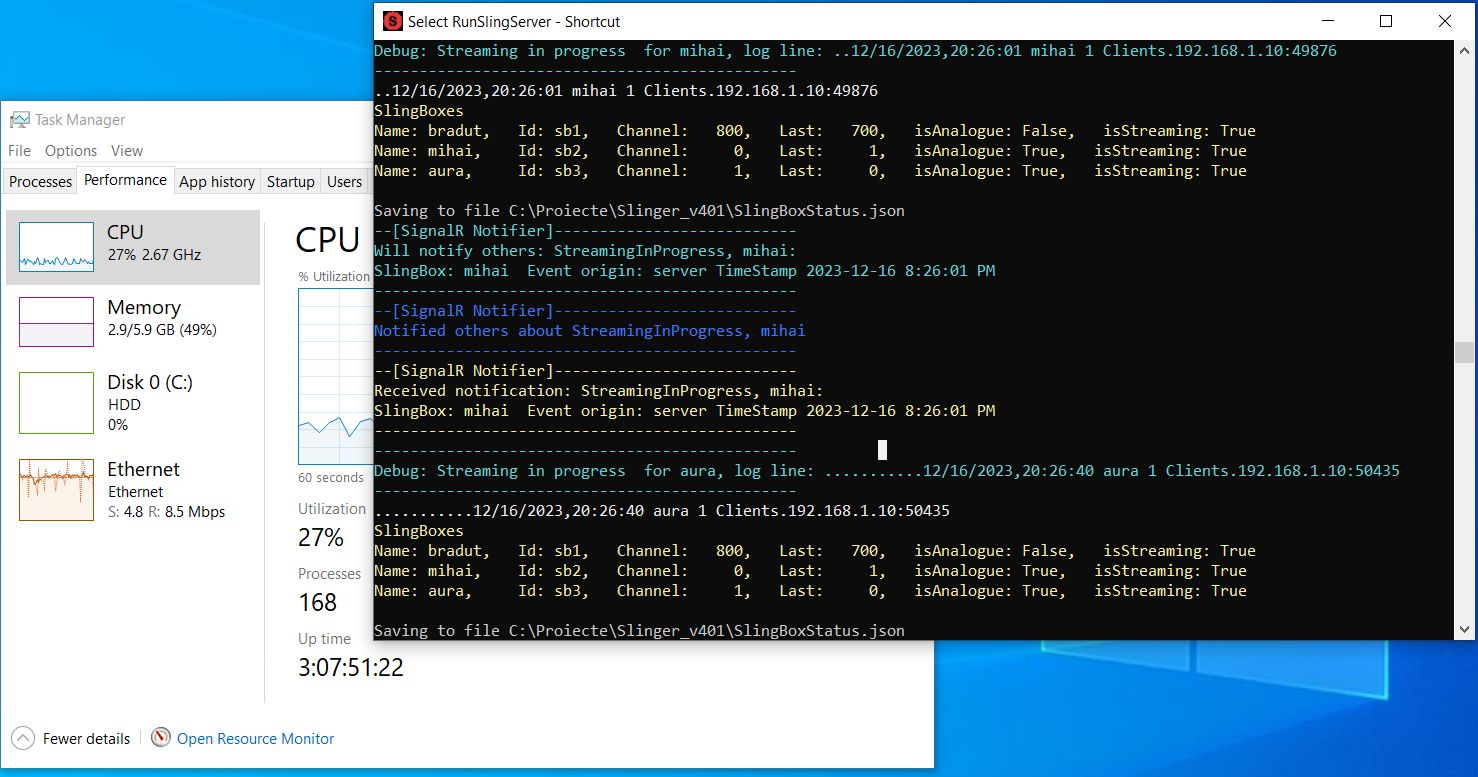 Select RunSlingServer - Shortcut
Debug: Streaming in progress  for mihai, log line: ..12/16/2023,20:26:01 mihai 1 Clients.192.168.1.10:49876
-----------------------------------------------
..12/16/2023,20:26:01 mihai 1 Clients.192.168.1.10:49876
SlingBoxes
Name: bradut,   Id: sb1,   Channel:   800,   Last:   700,   isAnalogue: False,   isStreaming: True
Name: mihai,    Id: sb2,   Channel:     0,   Last:     1,   isAnalogue: True,   isStreaming: True
Name: aura,     Id: sb3,   Channel:     1,   Last:     0,   isAnalogue: True,   isStreaming: True
Saving to file C:\Proiecte\Slinger_v401\SlingBoxStatus.json
--[SignalR Notifier]---------------------------
Will notify others: StreamingInProgress, mihai:
SlingBox: mihai  Event origin: server TimeStamp 2023-12-16 8:26:01 PM
-----------------------------------------------
--[SignalR Notifier]---------------------------
Notified others about StreamingInProgress, mihai
-----------------------------------------------
--[SignalR Notifier]---------------------------
Received notification: StreamingInProgress, mihai:
SlingBox: mihai  Event origin: server TimeStamp 2023-12-16 8:26:01 PM
-----------------------------------------------
-----------------------------------------------
Debug: Streaming in progress  for aura, log line: ...........12/16/2023,20:26:40 aura 1 Clients.192.168.1.10:50435
-----------------------------------------------
...........12/16/2023,20:26:40 aura 1 Clients.192.168.1.10:50435
SlingBoxes
Name: bradut,   Id: sb1,   Channel:   800,   Last:   700,   isAnalogue: False,   isStreaming: True
Name: mihai,    Id: sb2,   Channel:     0,   Last:     1,   isAnalogue: True,   isStreaming: True
Name: aura,     Id: sb3,   Channel:     1,   Last:     0,   isAnalogue: True,   isStreaming: True
Saving to file C:\Proiecte\Slinger_v401\SlingBoxStatus.json
Task Manager
File Options View
Processes Performance App history Startup Users
CPU
27% 2.67 GHz
Memory
2.9/5.9 GB (49%)
Disk 0 (C:)
HDD
0%
Ethernet
Ethernet
S: 4.8 R: 8.5 Mbps
CPU
% Utilization
60 seconds
Utilization
27%
Processes
168
Up time
3:07:51:22
Fewer details
Open Resource Monitor